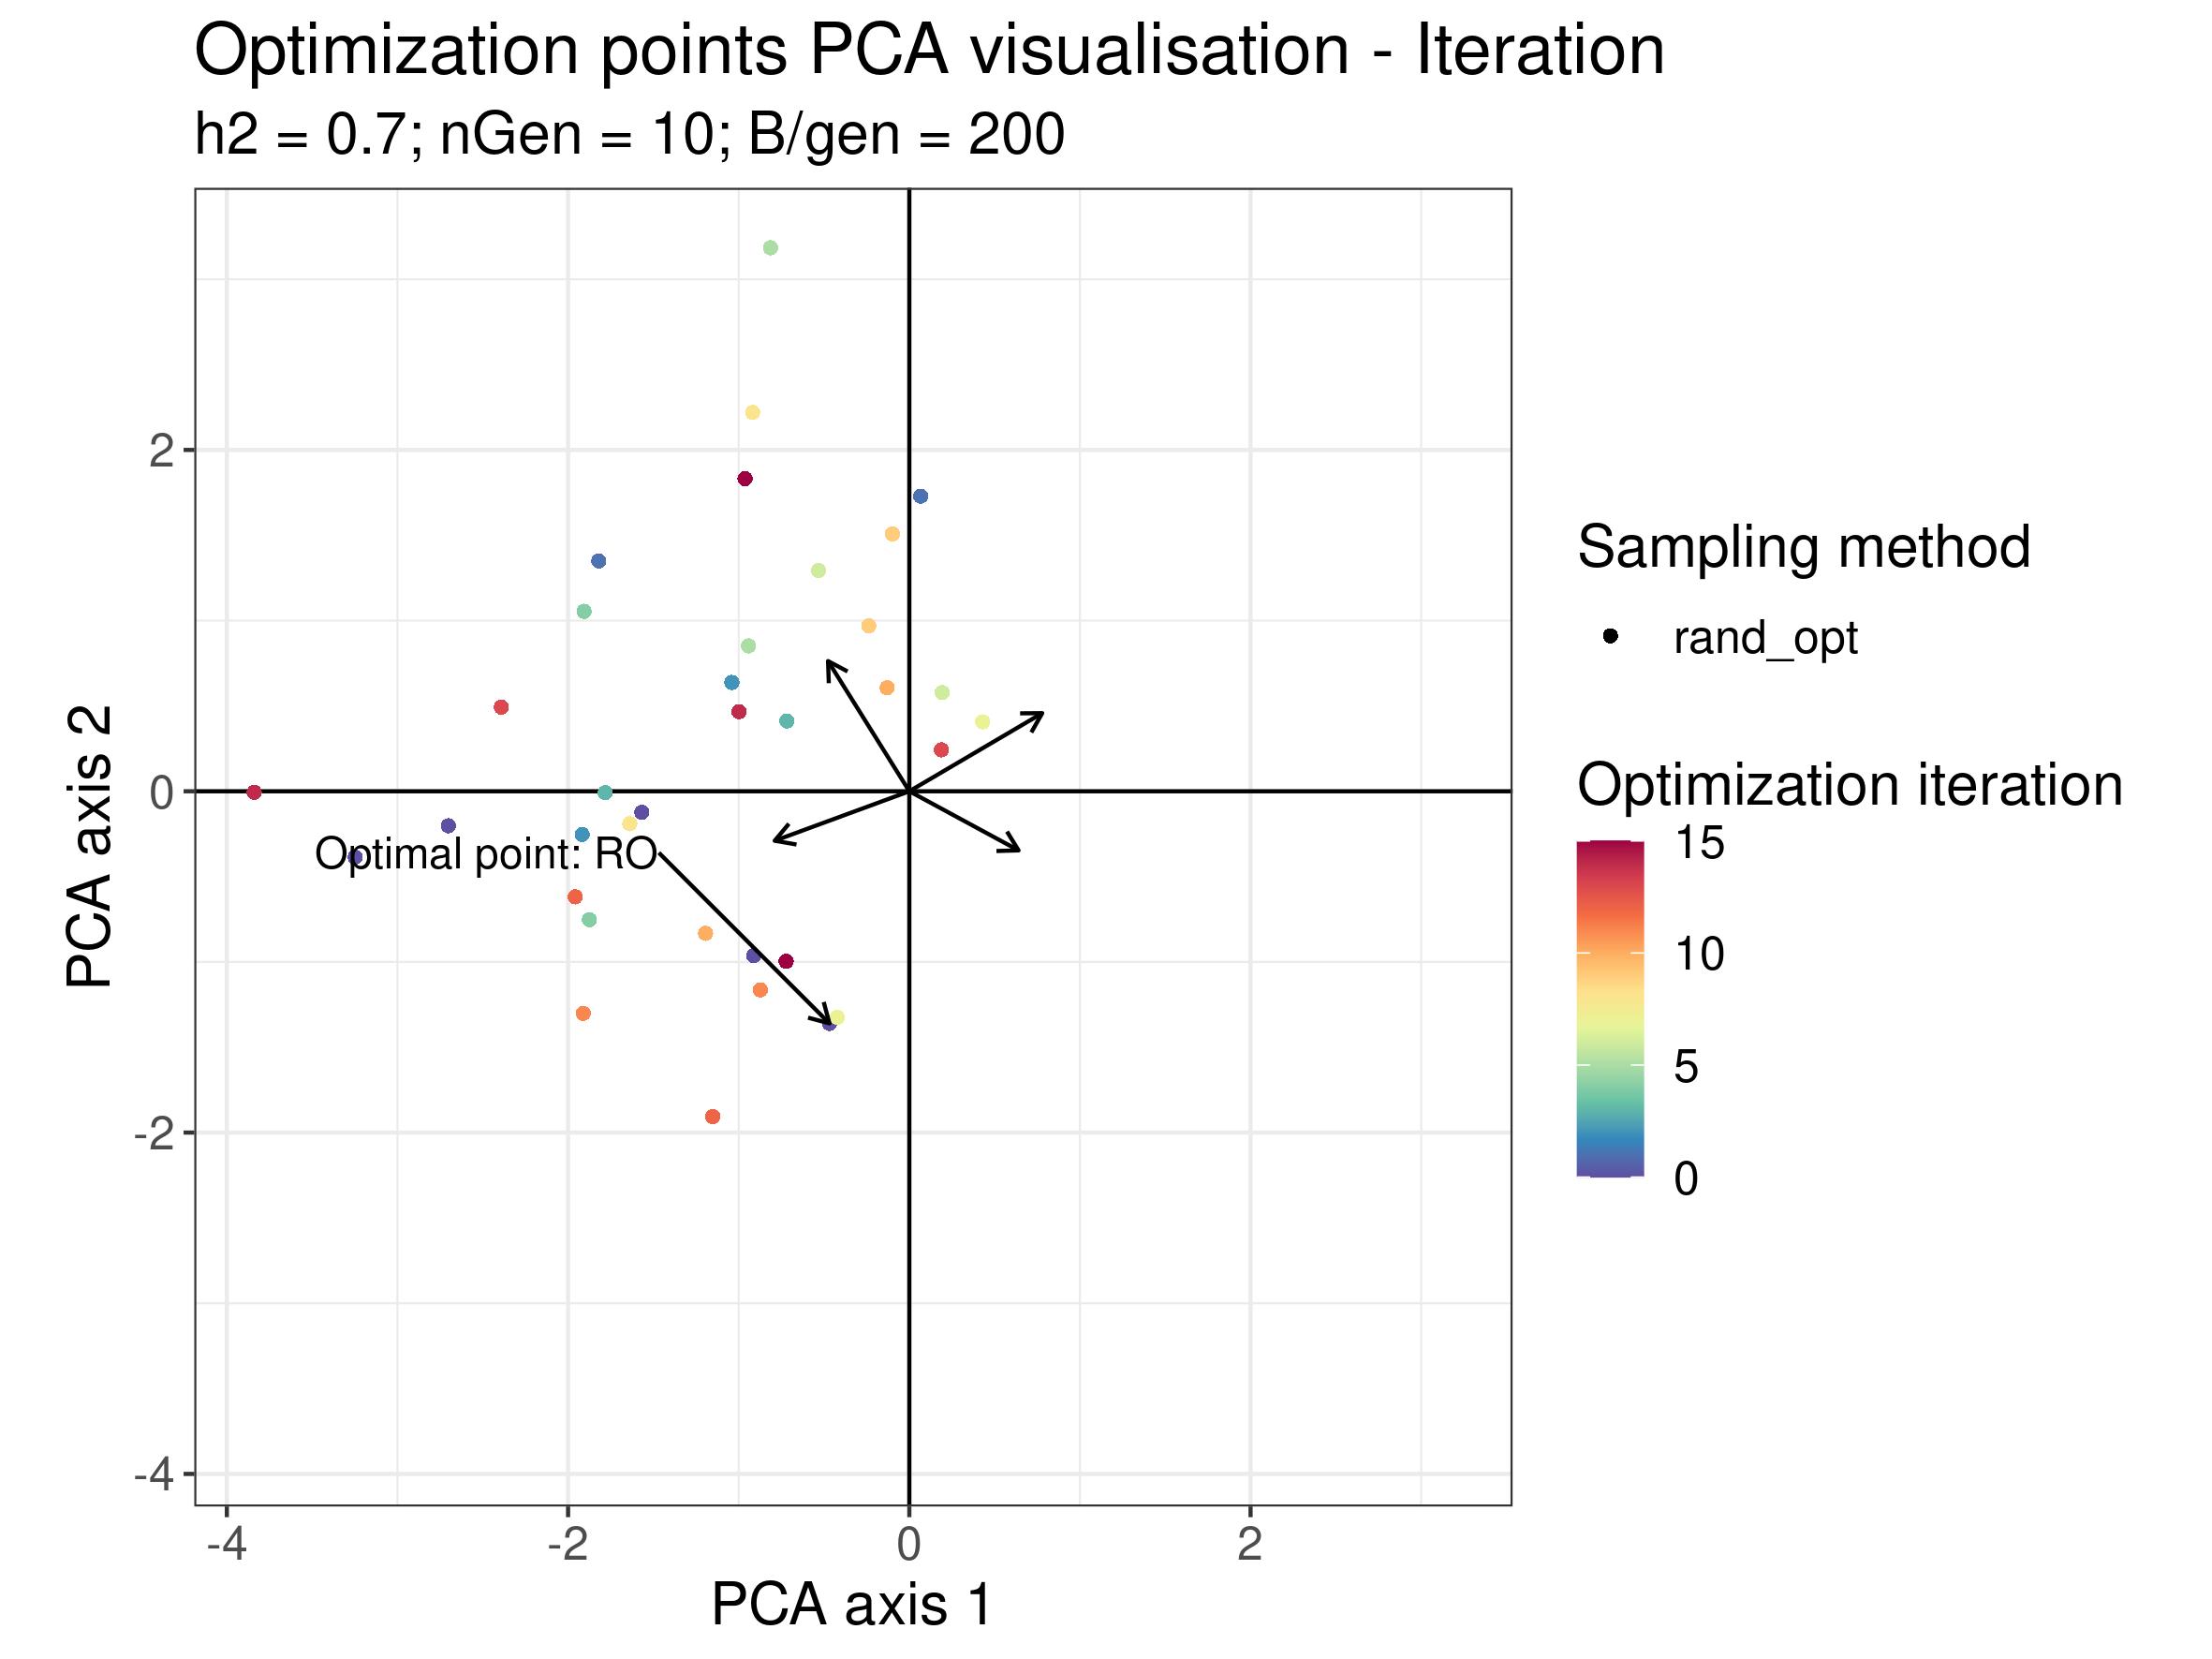 Optimization points PCA visualisation - Iteration
h2 = 0.7; nGen = 10; B/gen = 200
PCA axis 2
2
0
-2
-4
Optimal point: RO
-4
-2
0
2
PCA axis 1
Sampling method
rand_opt
Optimization iteration
15
10
5
0